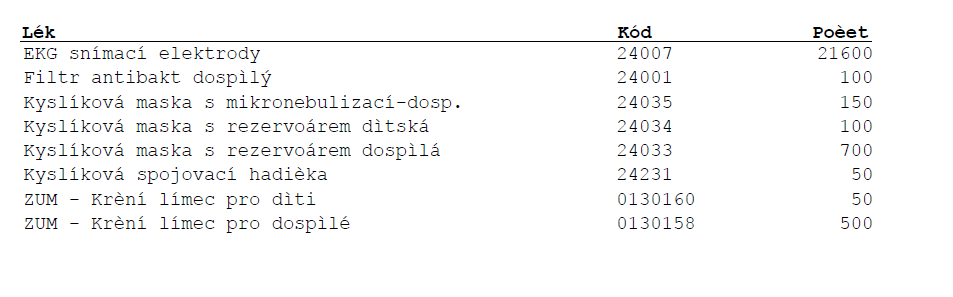 Lék Kód Poèet
EKG snímací elektrody 24007 21600
Filtr antibakt dospìlý 24001 100
Kyslíková maska s mikronebulizací-dosp. 24035 150
Kyslíková maska s rezervoárem dìtská 24034 100
Kyslíková maska s rezervoárem dospìlá 24033 700
Kyslíková spojovací hadièka 24231 50
ZUM - Krèní límec pro dìti 0130160 50
ZUM - Krèní límec pro dospìlé 0130158 500